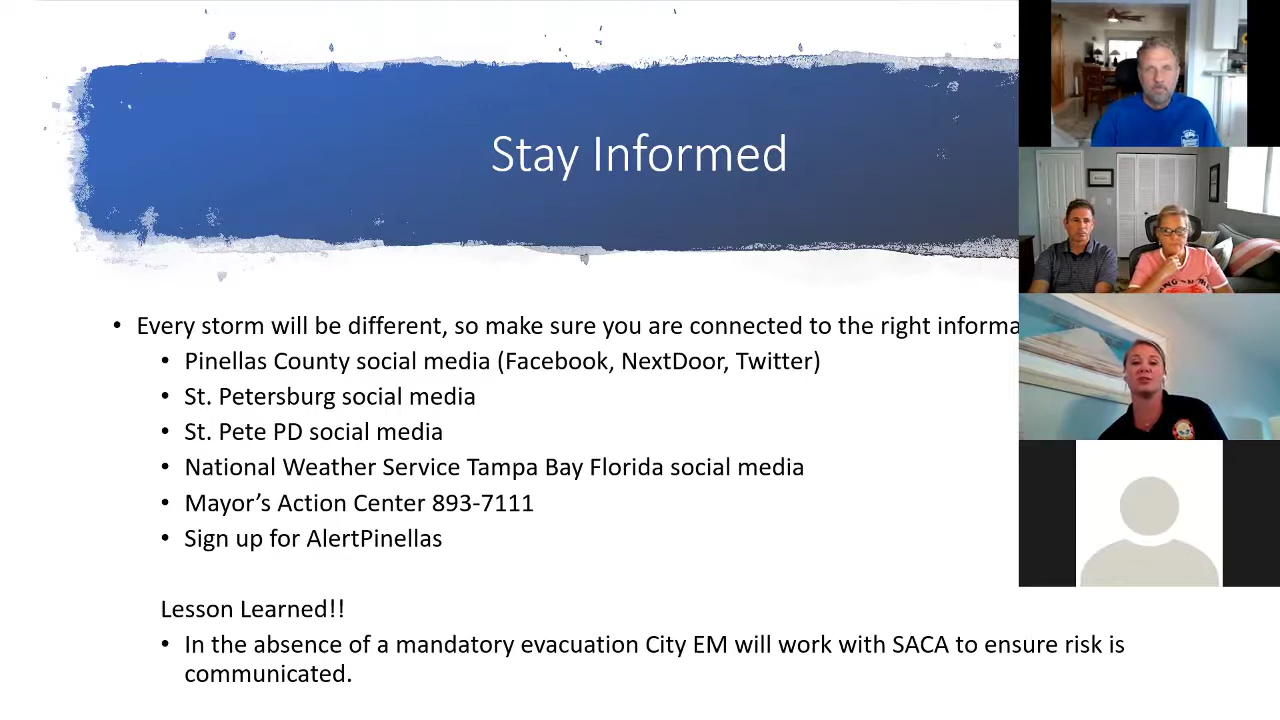 Stay Informed
• Every storm will be different, so make sure you are connected to the right informa
• Pinellas County social media (Facebook, NextDoor, Twitter)
• St. Petersburg social media
• St. Pete PD social media
• National Weather Service Tampa Bay Florida social media
• Mayor’s Action Center 893-7111
• Sign up for AlertPinellas
Lesson Learned!!
• In the absence of a mandatory evacuation City EM will work with SACA to ensure risk is
communicated.